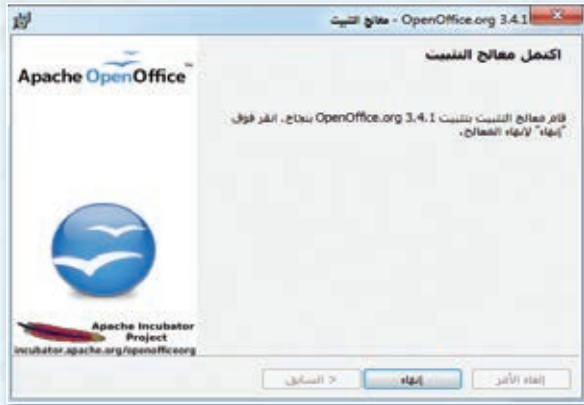 OpenOffice.org 3.4.1 - معالج التثبيت
Apache OpenOffice™
اكتمل معالج التثبيت
قام معالج التثبيت بتثبيت OpenOffice.org 3.4.1 بنجاح. انقر فوق
"إنهاء" لإنهاء المعالج.
Apache Incubator
Project
incubator.apache.org/openofficeorg
إلغاء الأمر
إنهاء
< السابق